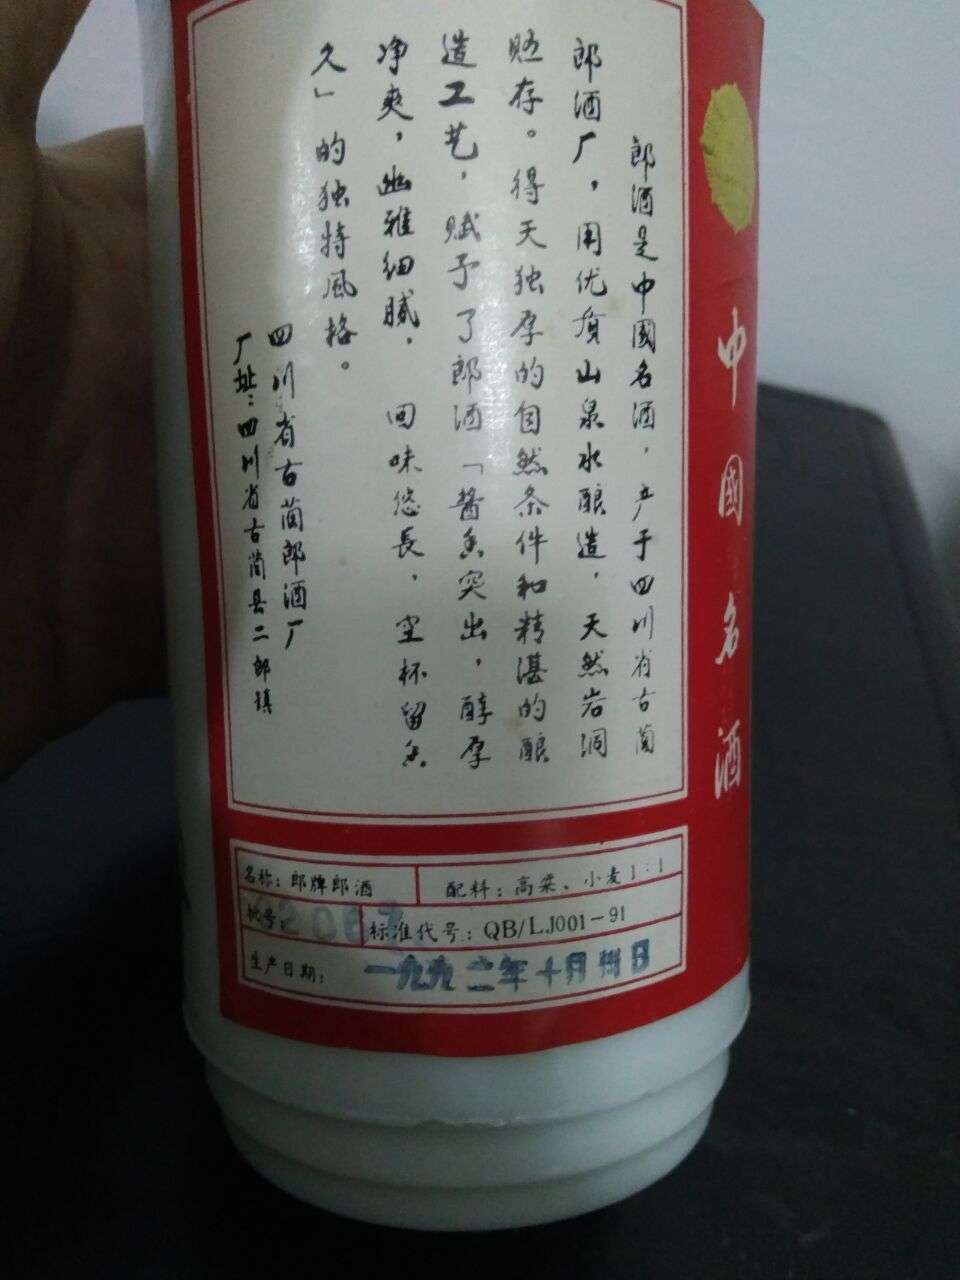 中國名酒
郎酒是中國名酒，产于四川省古蔺
郎酒厂，用优质山泉水酿造，天然岩洞
贮存。得天独厚的自然条件和精湛的酿
造工艺，赋予了郎酒「酱香突出，醇厚
净爽，幽雅细腻，回味悠長，空杯留香
久」的独特风格。
四川省古蔺郎酒厂
厂址：四川省古蔺县二郎镇
名称：郎牌郎酒
配料：高粱、小麦1:1
批号：
标准代号：QB/LJ001-91
生产日期：一九九二年十月卅日